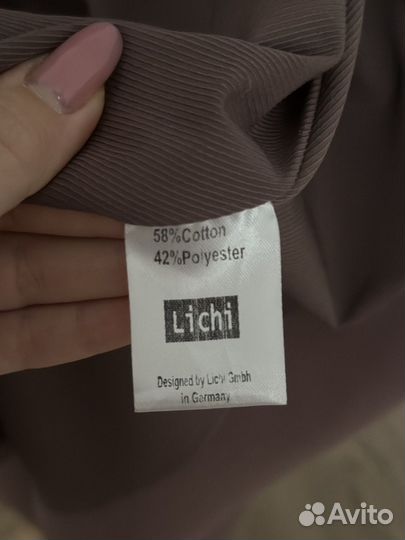 58%Cotton
42%Polyester
Lichi
Designed by Lichi Gmbh
in Germany
Avito